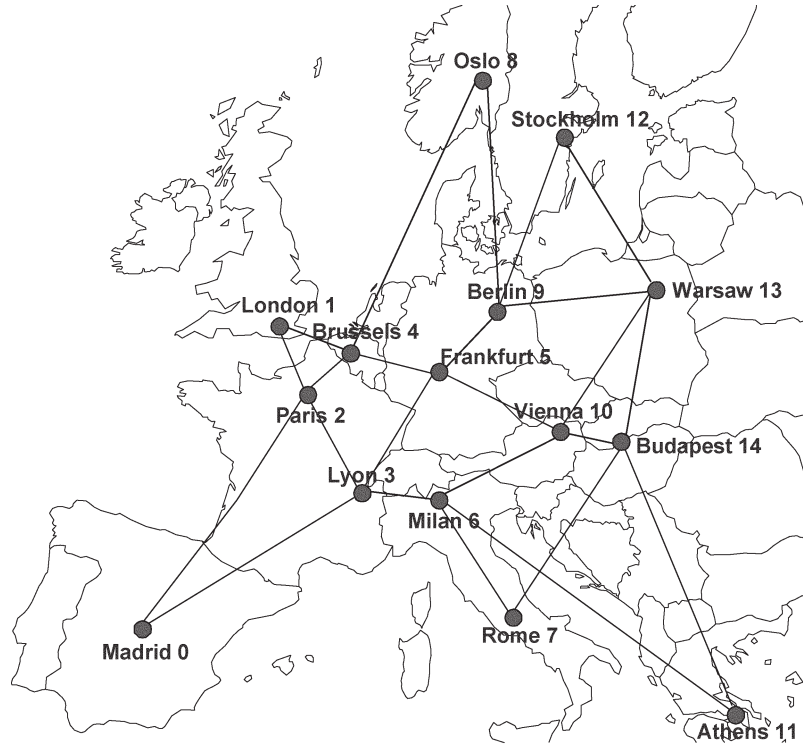 Oslo 8
Stockholm 12
Berlin 9
Warsaw 13
London 1
Brussels 4
Frankfurt 5
Paris 2
Vienna 10
Budapest 14
Lyon 3
Milan 6
Rome 7
Madrid 0
Athens 11